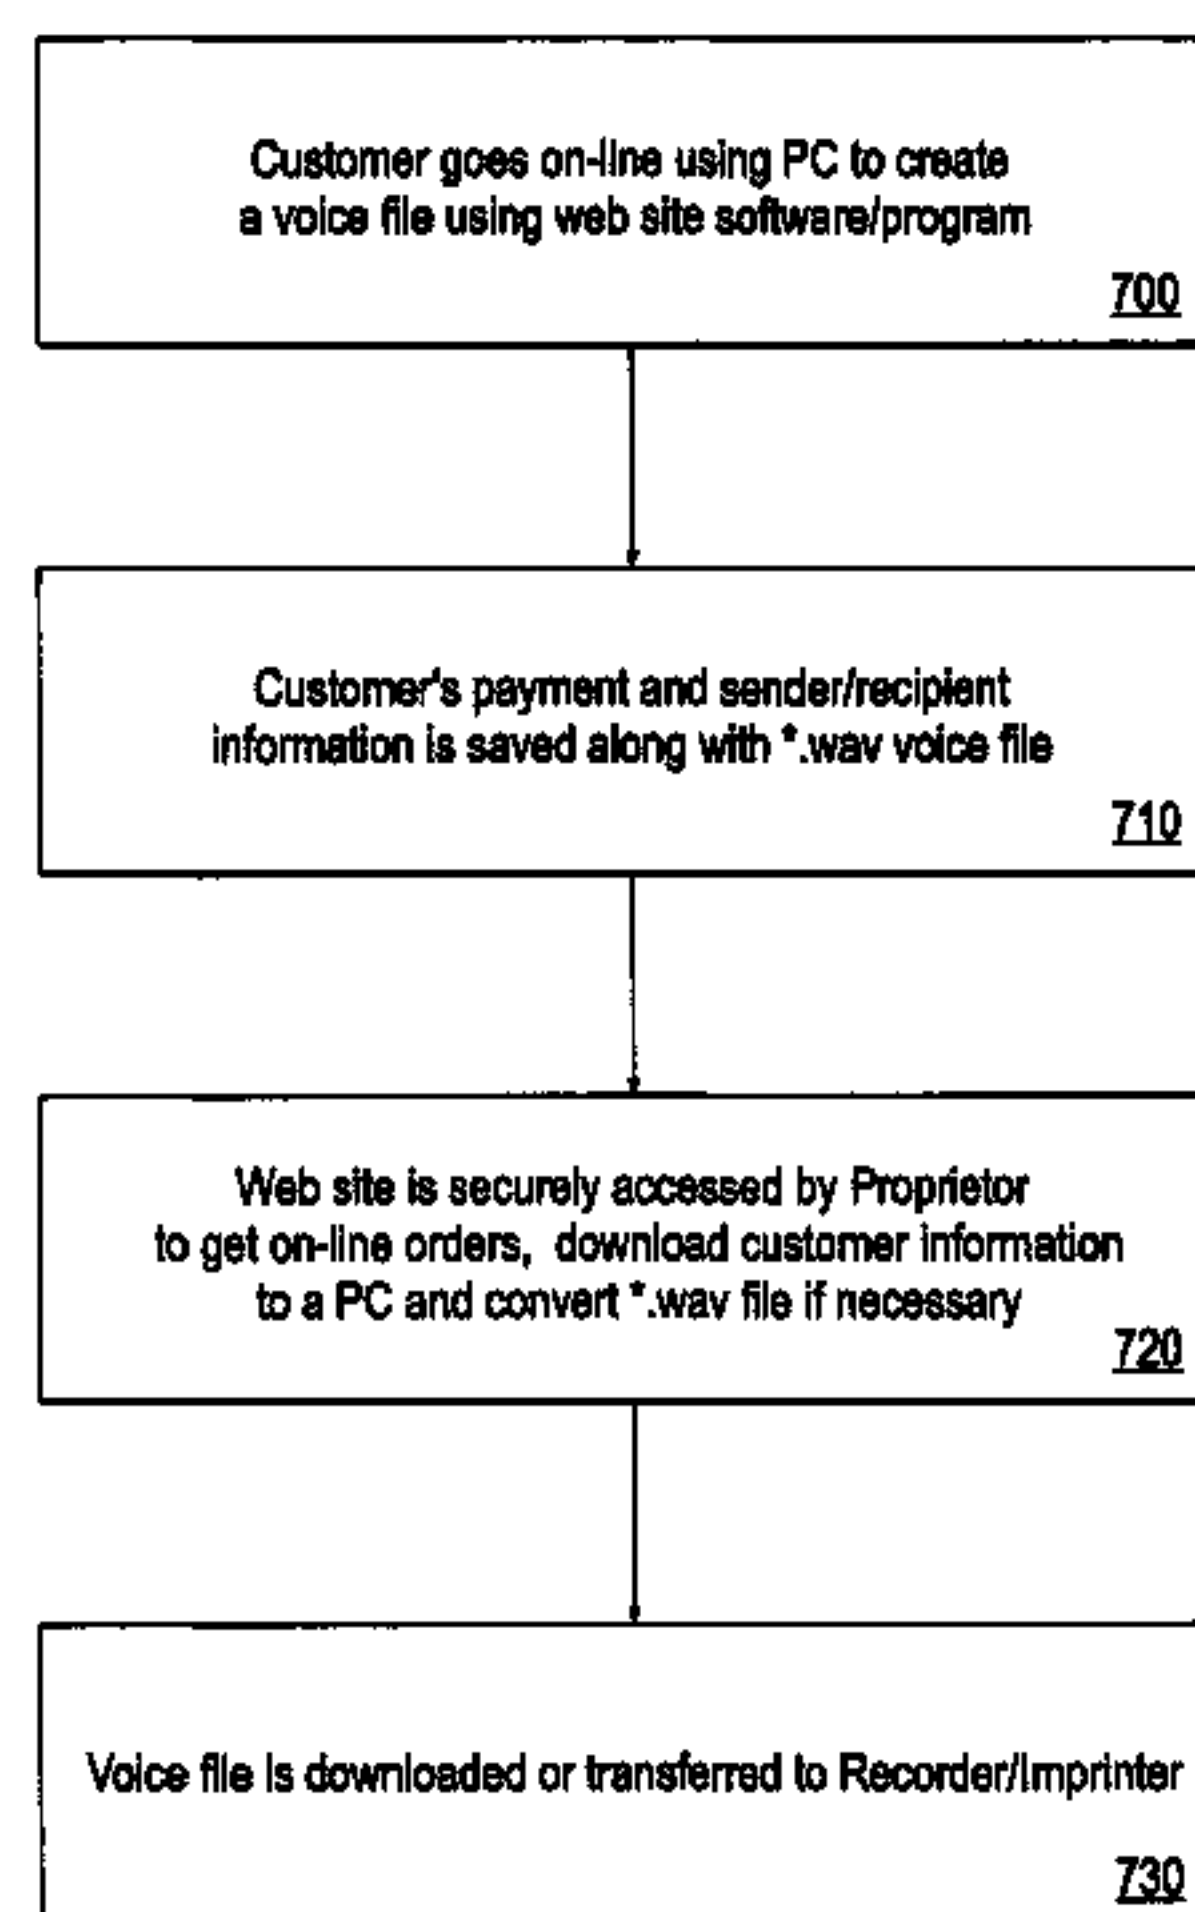 Customer goes on-line using PC to create
a voice file using web site software/program
700
Customer's payment and sender/recipient
information is saved along with *.wav voice file
710
Web site is securely accessed by Proprietor
to get on-line orders, download customer information
to a PC and convert *.wav file if necessary
720
Voice file is downloaded or transferred to Recorder/Imprinter
730